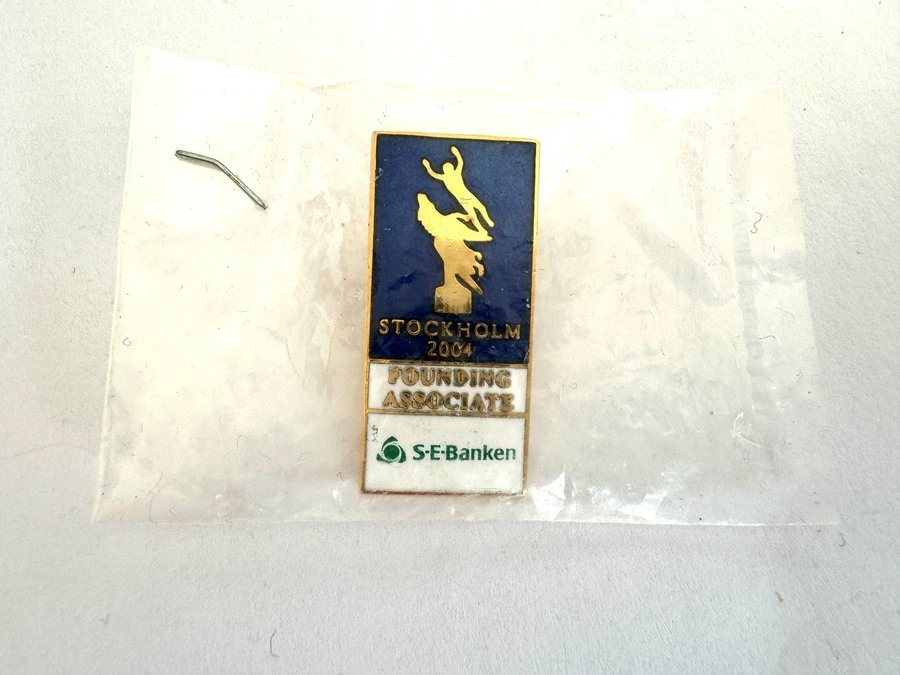 STOCKHOLM
2004
FOUNDING
ASSOCIATE
S-E-Banken